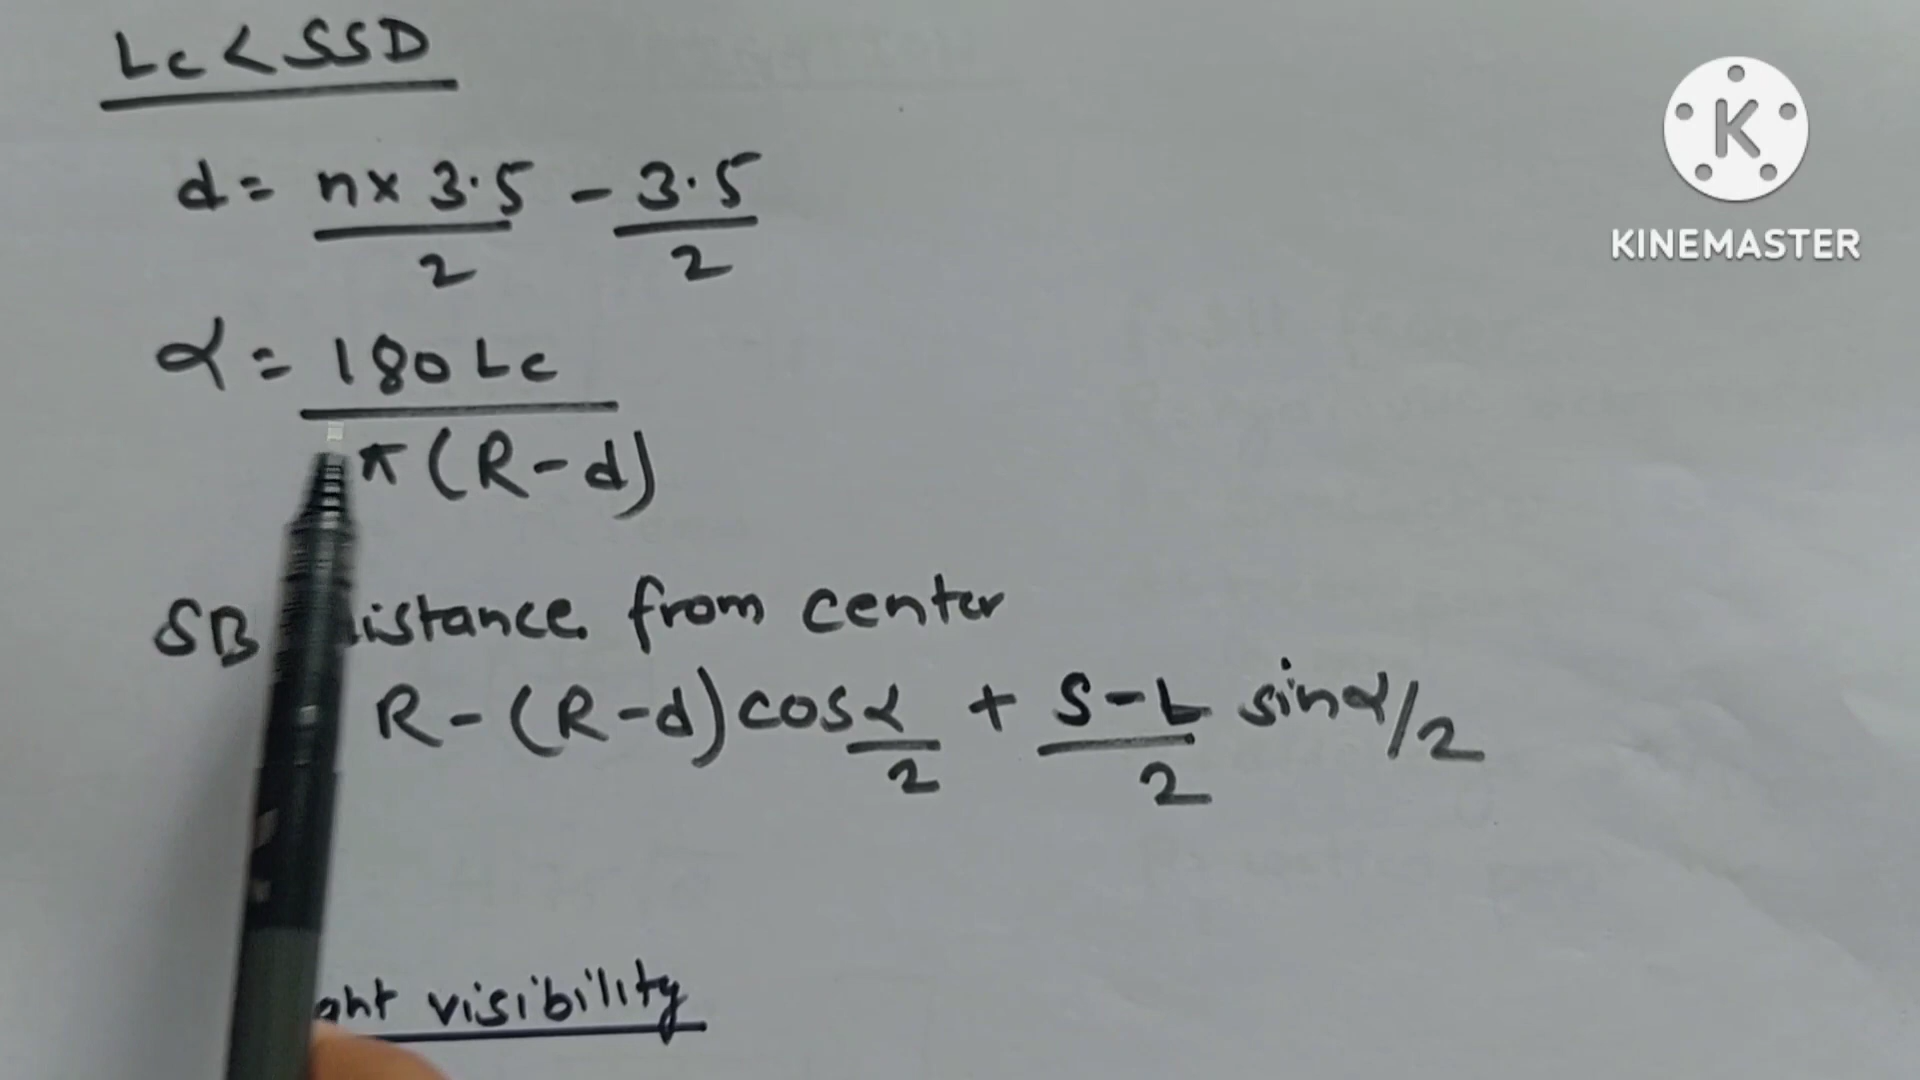 Lc < SSD
d = n x 3.5 / 2 - 3.5 / 2
α = 180 Lc / π (R-d)
SB distance from center
R - (R-d) cos α/2 + S-L / 2 sin α/2
visibility
K
KINEMASTER